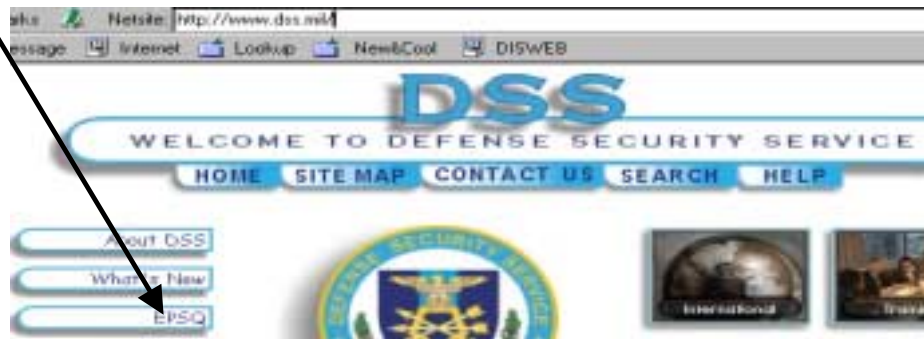 Netsite: http://www.dss.mil/
essage Internet Lookup New&Cool DISWEB
DSS
WELCOME TO DEFENSE SECURITY SERVICE
HOME SITE MAP CONTACT US SEARCH HELP
About DSS
What's New
EPSQ
DEFENSE SECURITY SERVICE
International